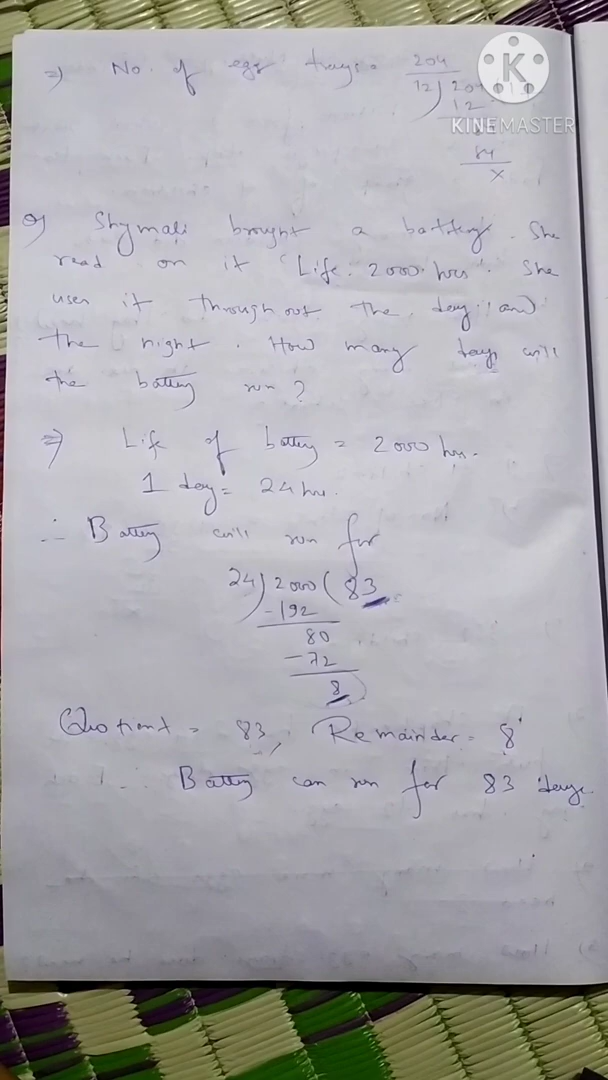 ⇒ No. of egg trays = 204
12) 204
12
84
x
K
KINEMASTER
Q) Shymali brought a battery. She
read on it "Life: 2000 hrs". She
uses it throughout the day and
the night. How many days will
the battery run?
⇒ Life of battery = 2000 hrs.
1 day = 24 hrs.
∴ Battery will run for
24) 2000 ( 83
-192
80
-72
8
Quotient = 83, Remainder = 8
∴ Battery can run for 83 days